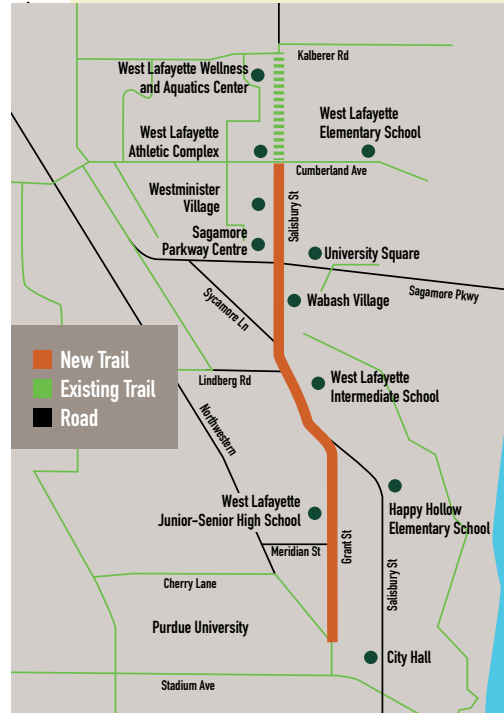 Kalberer Rd
West Lafayette Wellness
and Aquatics Center
West Lafayette
Elementary School
West Lafayette
Athletic Complex
Cumberland Ave
Westminister
Village
Salisbury St
Sagamore
Parkway Centre
University Square
Sagamore Pkwy
Sycamore Ln
Wabash Village
New Trail
Existing Trail
Road
Lindberg Rd
West Lafayette
Intermediate School
Northwestern
West Lafayette
Junior-Senior High School
Happy Hollow
Elementary School
Meridian St
Grant St
Salisbury St
Cherry Lane
Purdue University
City Hall
Stadium Ave